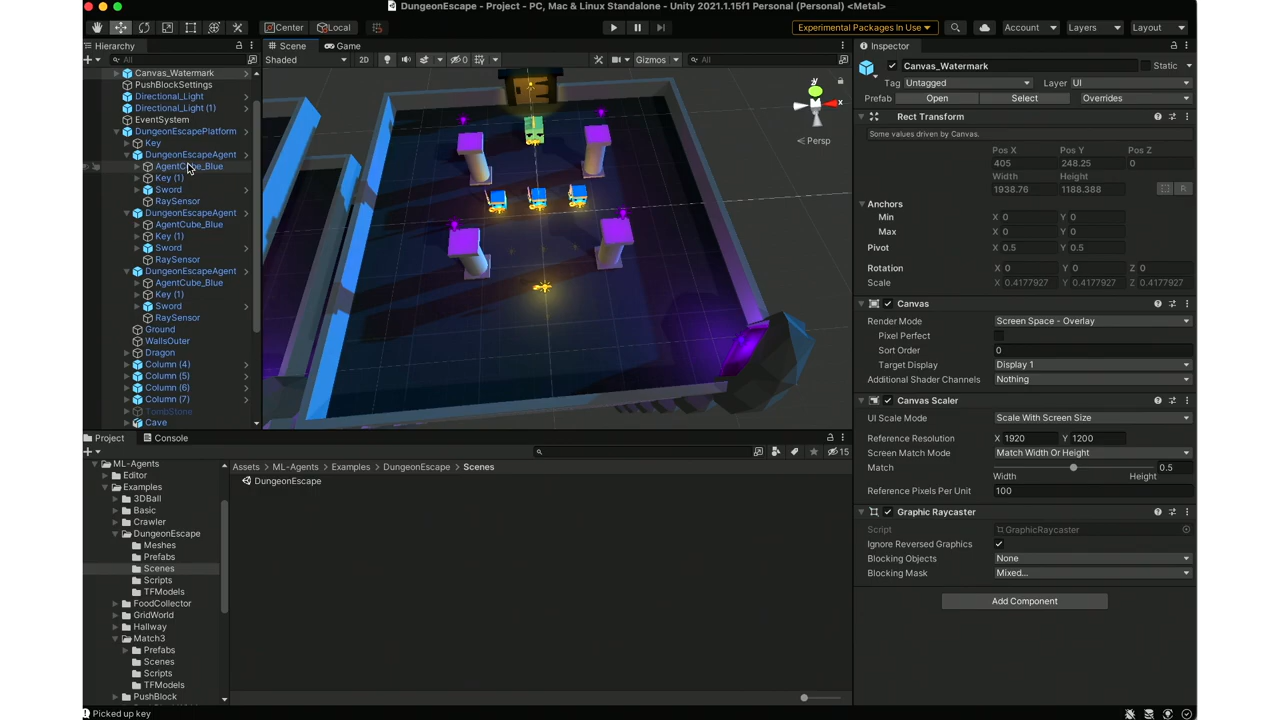 DungeonEscape - Project - PC, Mac & Linux Standalone - Unity 2021.1.15f1 Personal (Personal) <Metal>
Center Local Experimental Packages In Use Account Layers Layout
Hierarchy
All
Canvas_Watermark
PushBlockSettings
Directional_Light
Directional_Light (1)
EventSystem
DungeonEscapePlatform
Key
DungeonEscapeAgent
AgentCube_Blue
Key (1)
Sword
RaySensor
DungeonEscapeAgent
AgentCube_Blue
Key (1)
Sword
RaySensor
DungeonEscapeAgent
AgentCube_Blue
Key (1)
Sword
RaySensor
Ground
WallsOuter
Dragon
Column (4)
Column (5)
Column (6)
Column (7)
TombStone
Cave
Scene Game
Shaded 2D 0 Gizmos All
y
x
Persp
Inspector
Canvas_Watermark Static
Tag Untagged Layer UI
Prefab Open Select Overrides
Rect Transform
Some values driven by Canvas.
Pos X Pos Y Pos Z
405 248.25 0
Width Height
1938.76 1188.388 R
Anchors
Min X 0 Y 0
Max X 0 Y 0
Pivot X 0.5 Y 0.5
Rotation X 0 Y 0 Z 0
Scale X 0.4177927 Y 0.4177927 Z 0.4177927
Canvas
Render Mode Screen Space - Overlay
Pixel Perfect
Sort Order 0
Target Display Display 1
Additional Shader Channels Nothing
Canvas Scaler
UI Scale Mode Scale With Screen Size
Reference Resolution X 1920 Y 1200
Screen Match Mode Match Width Or Height
Match 0.5
Width Height
Reference Pixels Per Unit 100
Graphic Raycaster
Script GraphicRaycaster
Ignore Reversed Graphics
Blocking Objects None
Blocking Mask Mixed...
Add Component
Project Console
15
ML-Agents
Editor
Examples
3DBall
Basic
Crawler
DungeonEscape
Meshes
Prefabs
Scenes
Scripts
TFModels
FoodCollector
GridWorld
Hallway
Match3
Prefabs
Scenes
Scripts
TFModels
PushBlock
Assets > ML-Agents > Examples > DungeonEscape > Scenes
DungeonEscape
Picked up key